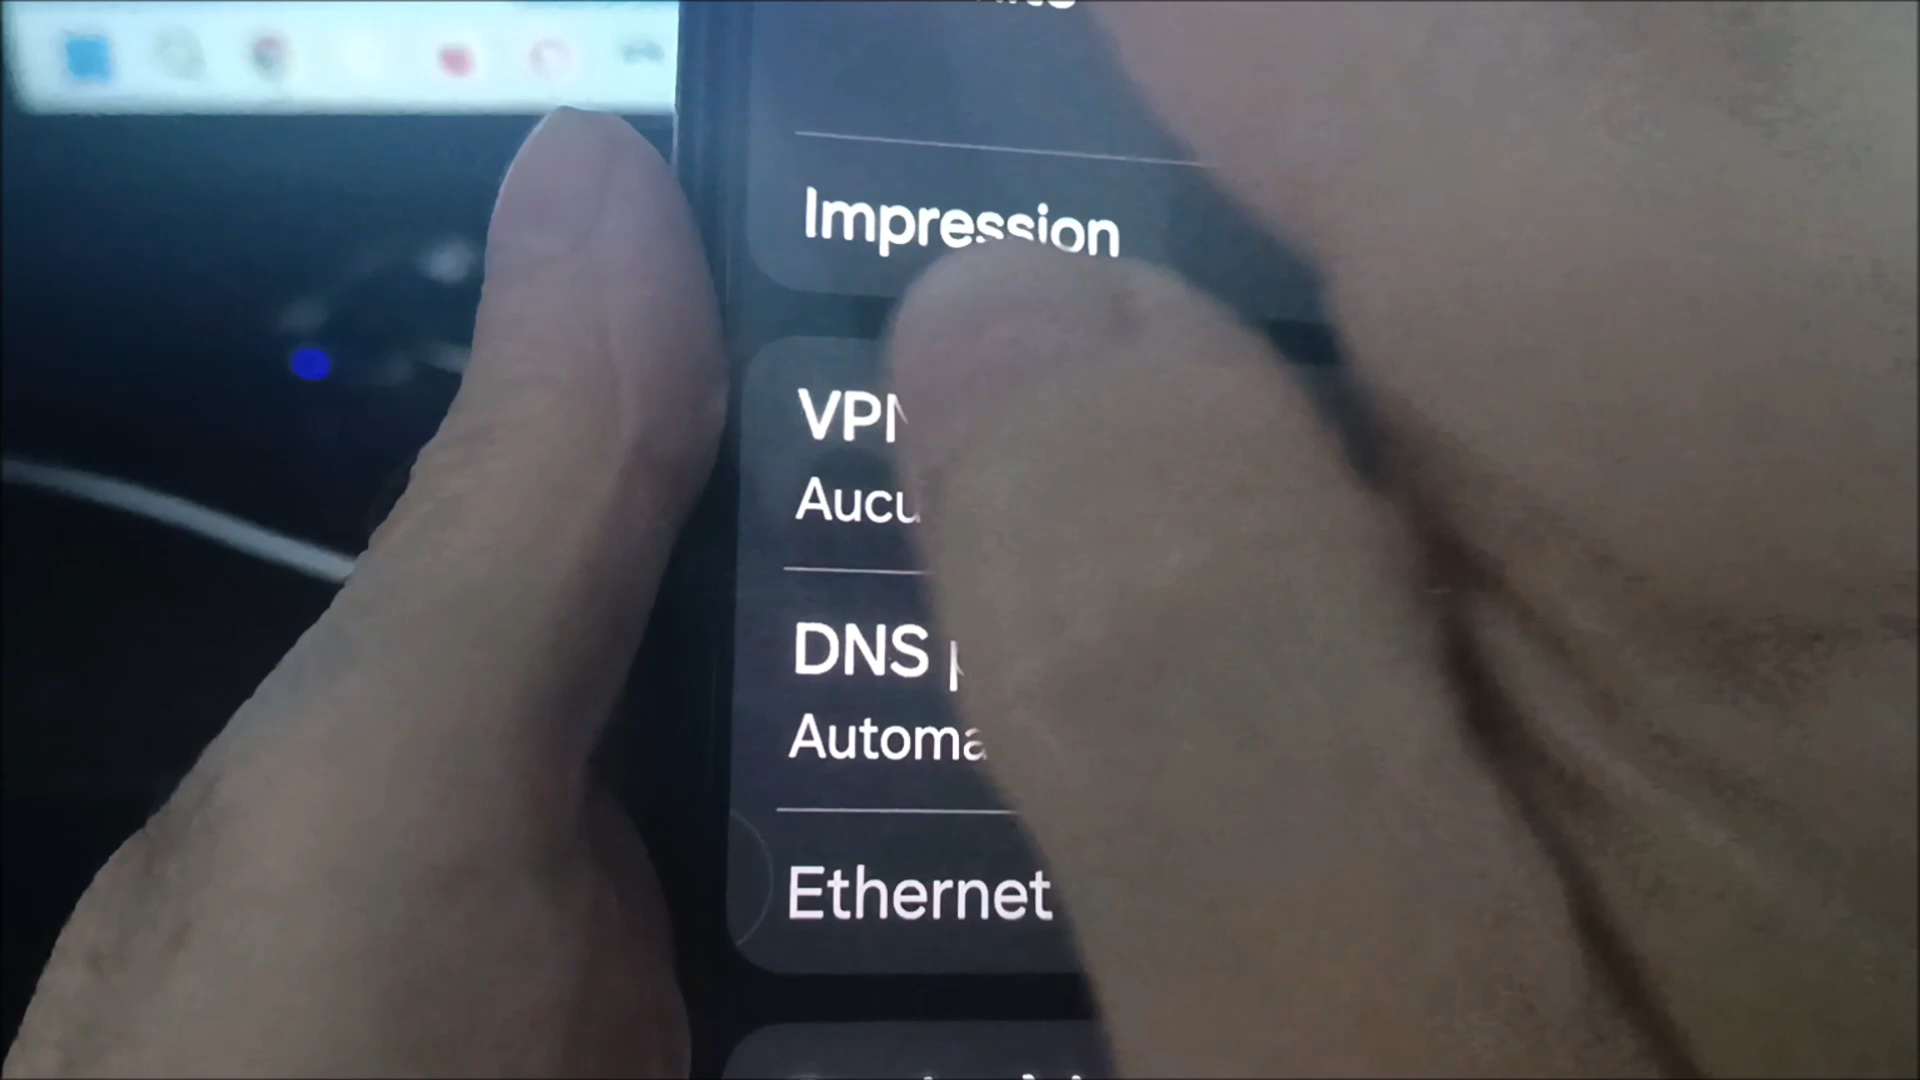 Impression
VPN
Aucu
DNS
Automa
Ethernet